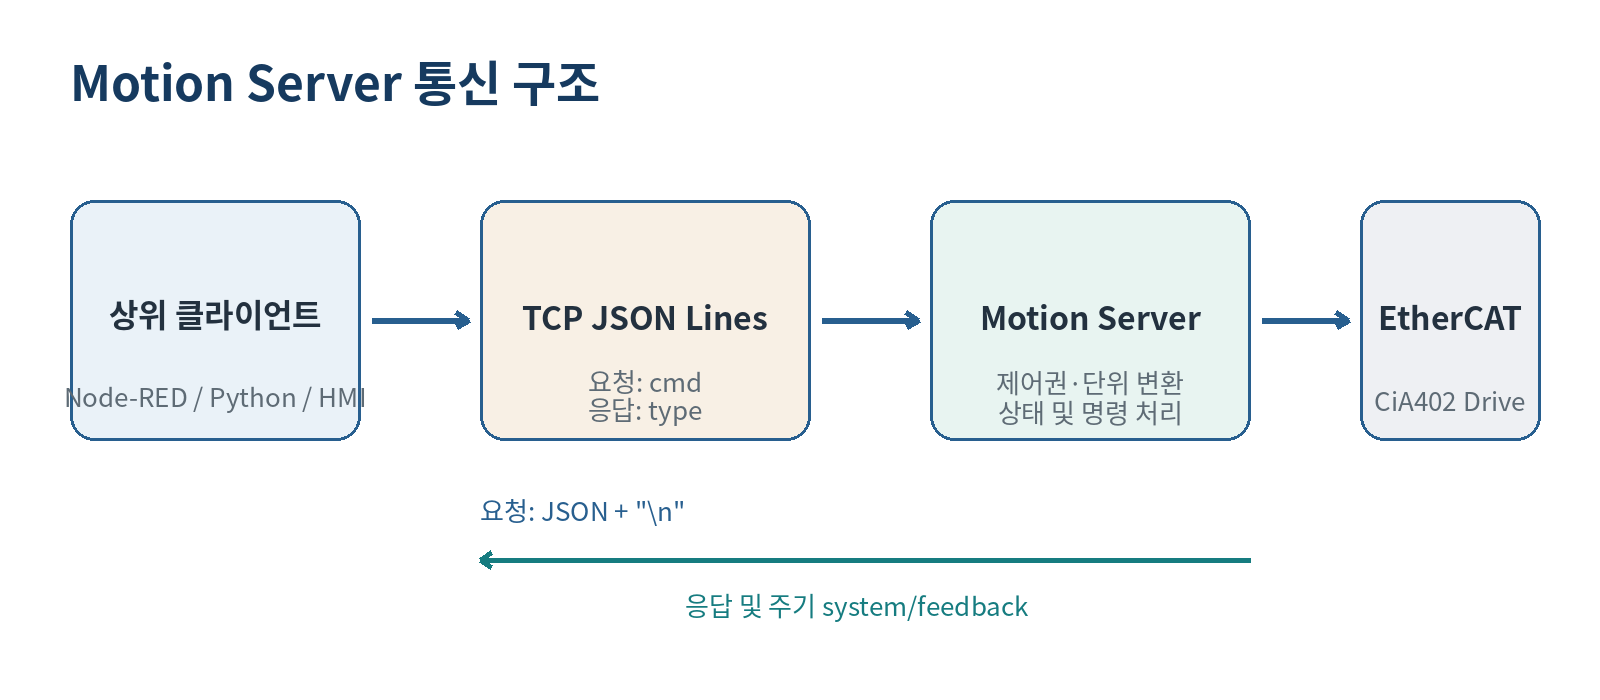 Motion Server 통신 구조
상위 클라이언트
Node-RED / Python / HMI
TCP JSON Lines
요청: cmd
응답: type
Motion Server
제어권·단위 변환
상태 및 명령 처리
EtherCAT
CiA402 Drive
요청: JSON + "\n"
응답 및 주기 system/feedback